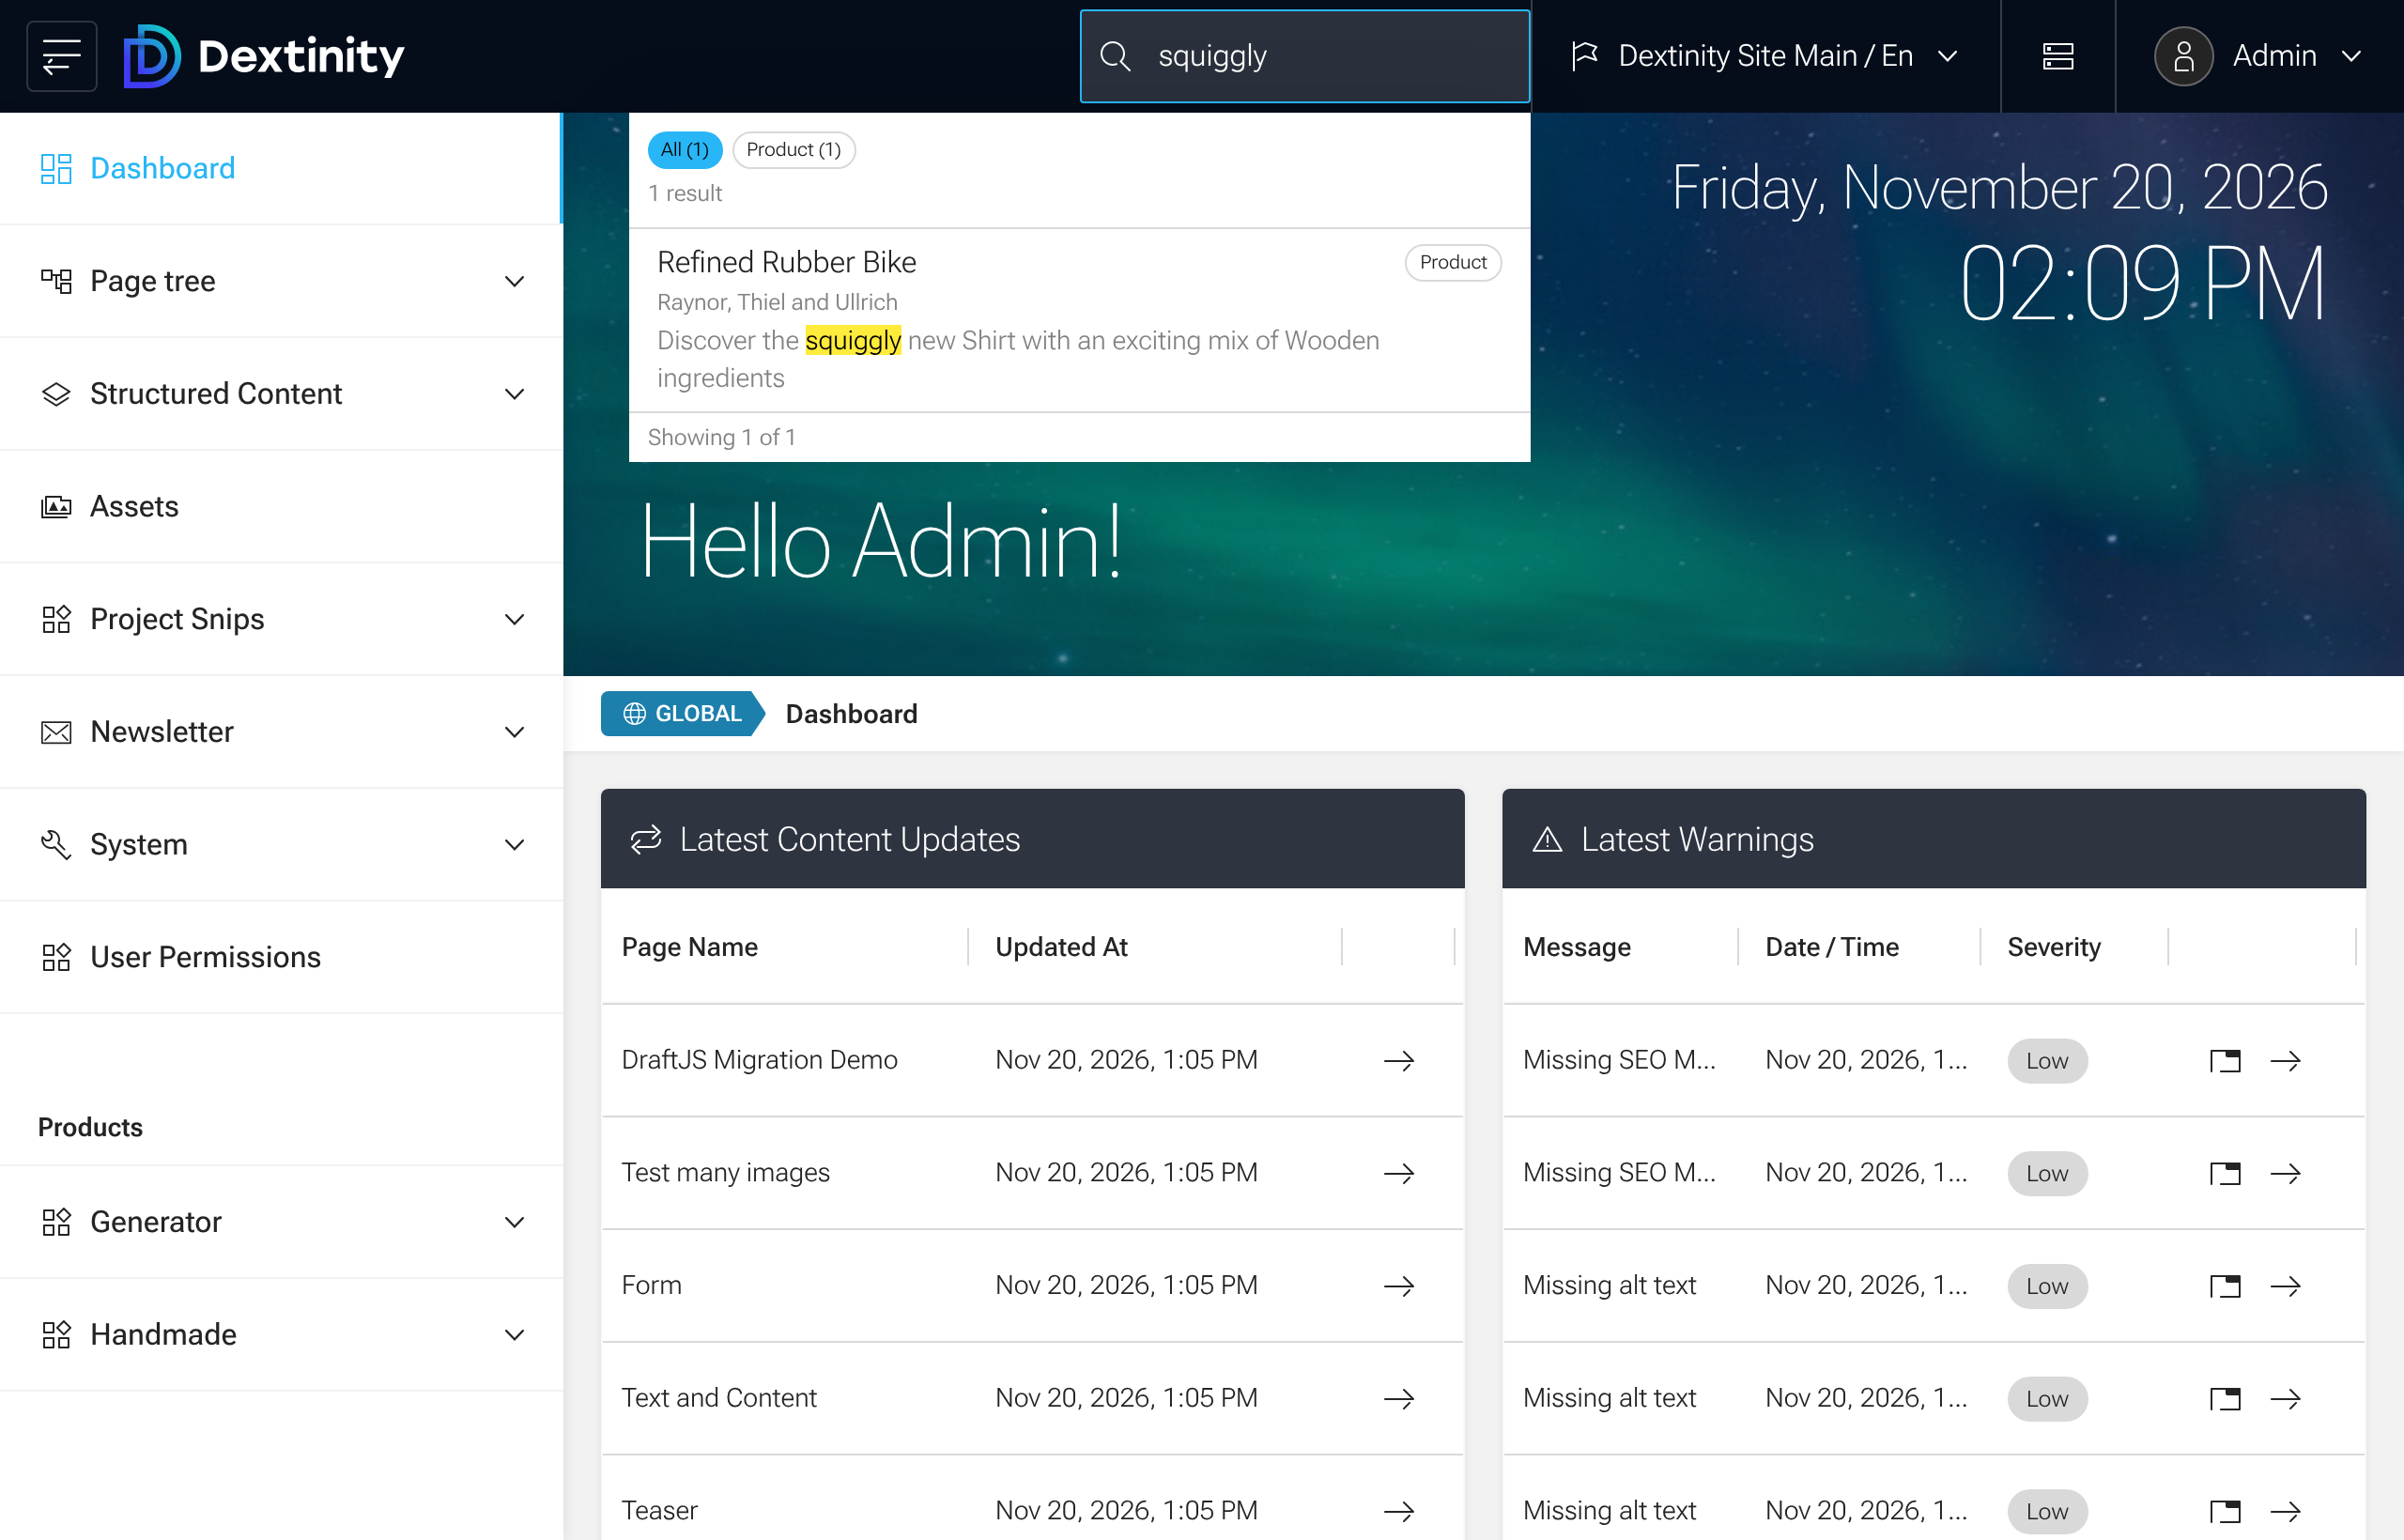 Dextinity
squiggly
Dextinity Site Main / En
Admin
Dashboard
Page tree
Structured Content
Assets
Project Snips
Newsletter
System
User Permissions
Products
Generator
Handmade
All (1)
Product (1)
1 result
Refined Rubber Bike
Product
Raynor, Thiel and Ullrich
Discover the squiggly new Shirt with an exciting mix of Wooden
ingredients
Showing 1 of 1
Friday, November 20, 2026
02:09 PM
Hello Admin!
GLOBAL
Dashboard
Latest Content Updates
Page Name Updated At
DraftJS Migration Demo Nov 20, 2026, 1:05 PM
Test many images Nov 20, 2026, 1:05 PM
Form Nov 20, 2026, 1:05 PM
Text and Content Nov 20, 2026, 1:05 PM
Teaser Nov 20, 2026, 1:05 PM
Latest Warnings
Message Date / Time Severity
Missing SEO M... Nov 20, 2026, 1... Low
Missing SEO M... Nov 20, 2026, 1... Low
Missing alt text Nov 20, 2026, 1... Low
Missing alt text Nov 20, 2026, 1... Low
Missing alt text Nov 20, 2026, 1... Low